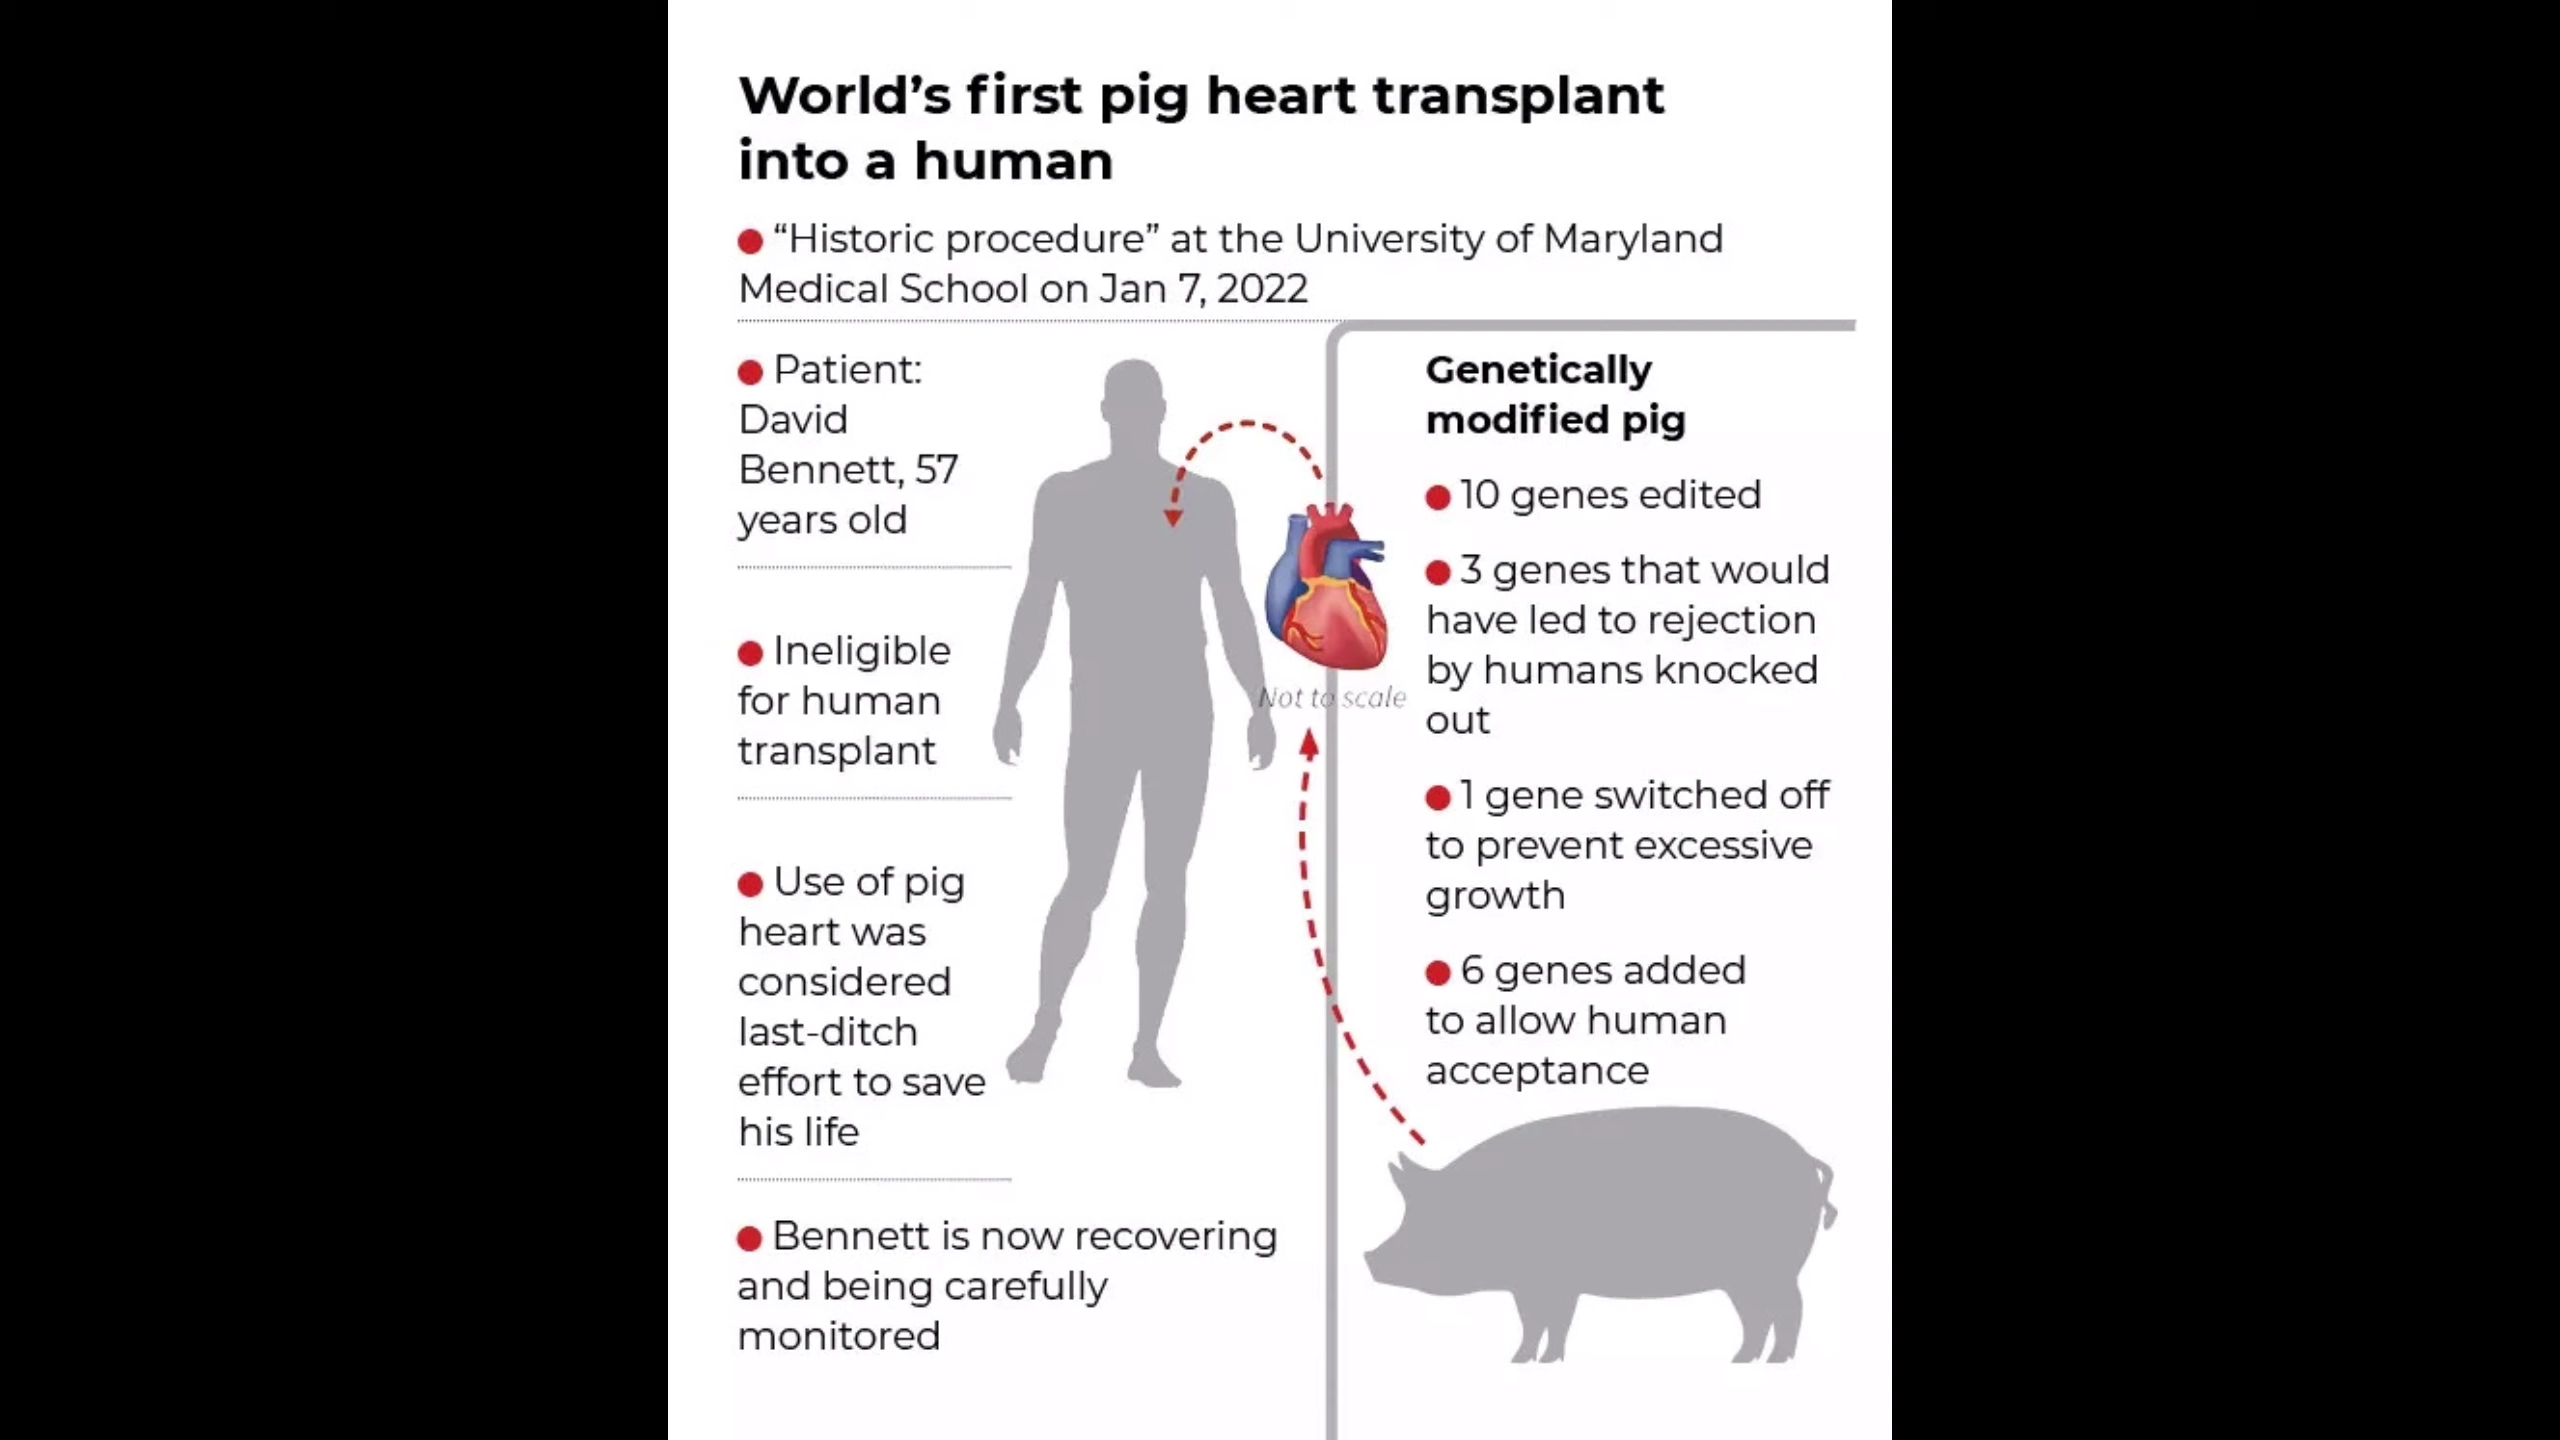 World’s first pig heart transplant
into a human
“Historic procedure” at the University of Maryland
Medical School on Jan 7, 2022
Patient:
David
Bennett, 57
years old
Ineligible
for human
transplant
Use of pig
heart was
considered
last-ditch
effort to save
his life
Bennett is now recovering
and being carefully
monitored
Not to scale
Genetically
modified pig
10 genes edited
3 genes that would
have led to rejection
by humans knocked
out
1 gene switched off
to prevent excessive
growth
6 genes added
to allow human
acceptance